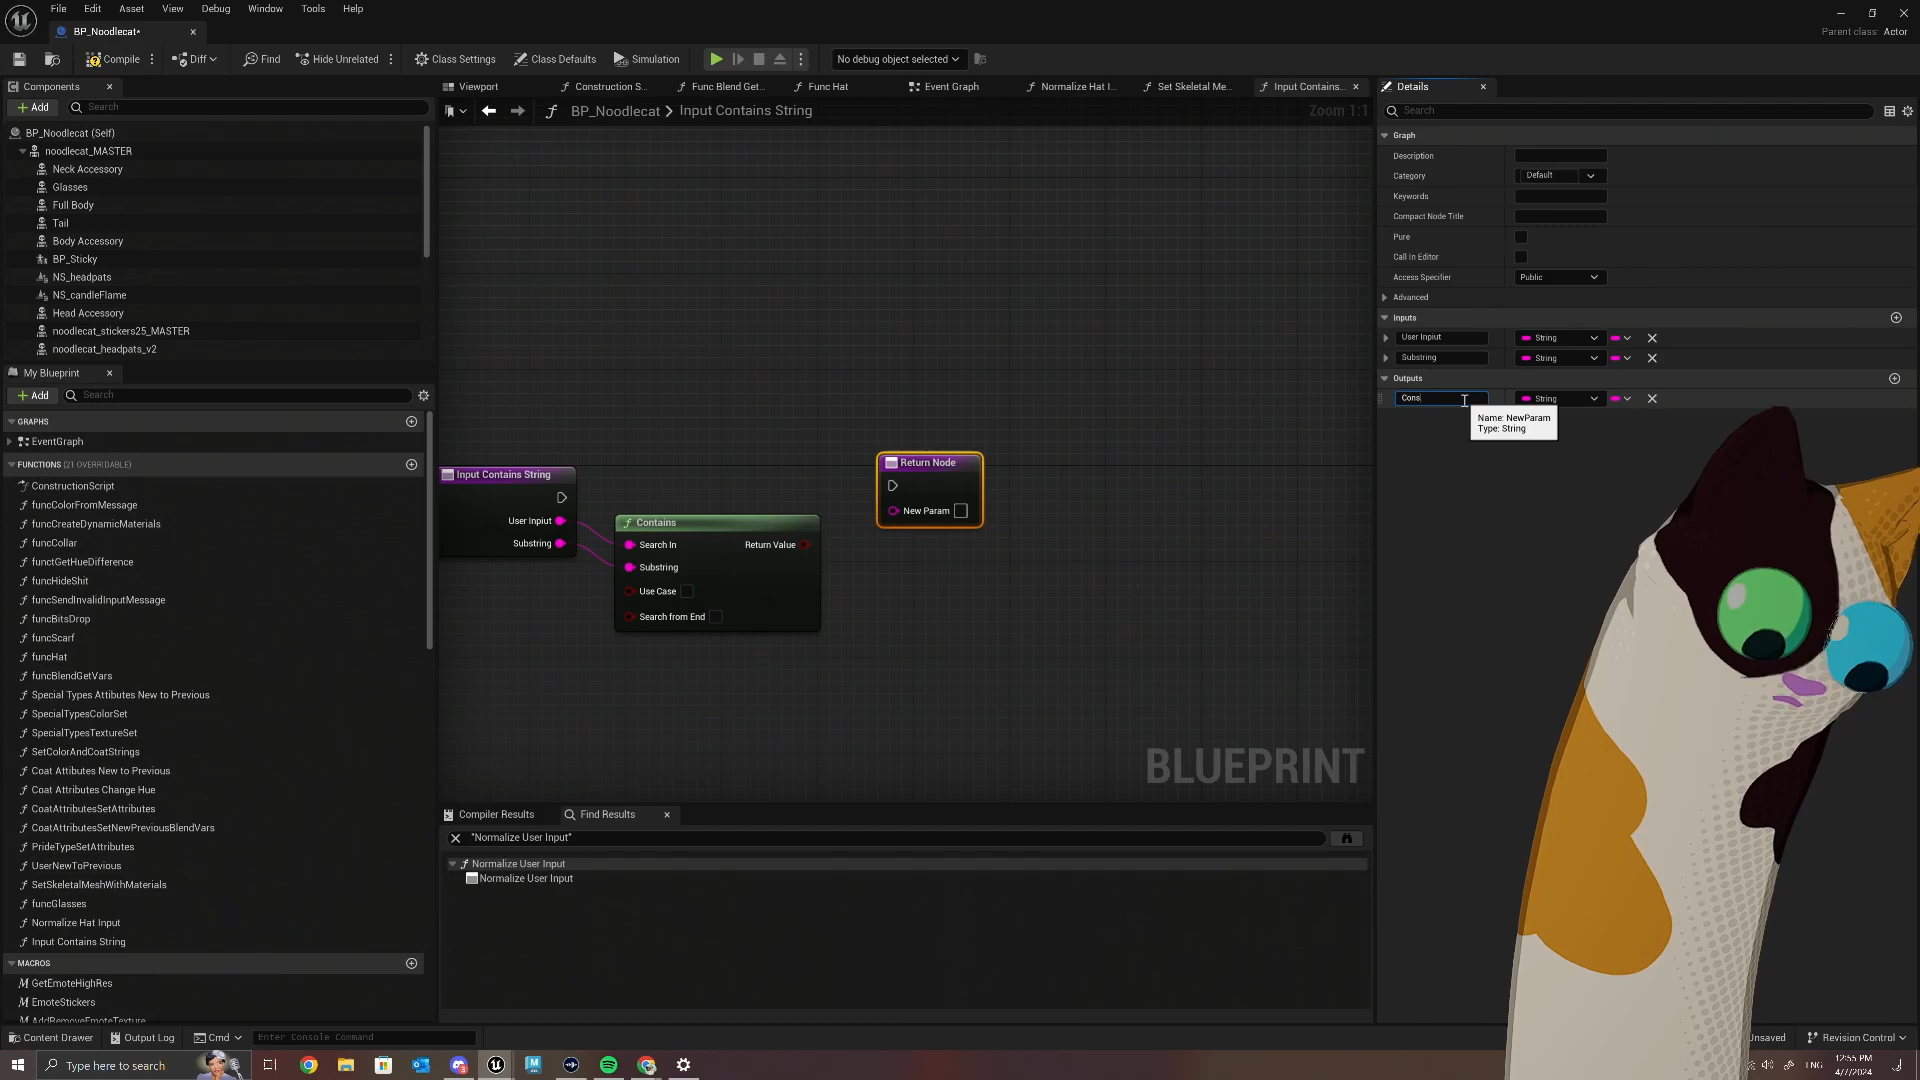 File Edit View Asset Debug Window Tools Help
BP_Noodlecat*
Parent class: Actor
Compile Diff Find Hide Unrelated Class Settings Class Defaults Simulation No debug object selected
Components
Add Search
BP_Noodlecat (Self)
noodlecat_MASTER
Neck Accessory
Glasses
Full Body
Tail
Body Accessory
BP_Sticky
NS_headpats
NS_candleFlame
Head Accessory
noodlecat_stickers25_MASTER
noodlecat_headpats_v2
My Blueprint
Add Search
GRAPHS
EventGraph
FUNCTIONS (21 OVERRIDABLE)
ConstructionScript
funcColorFromMessage
funcCreateDynamicMaterials
funcCollar
functGetHueDifference
funcHideShit
funcSendInvalidInputMessage
funcBitsDrop
funcScarf
funcHat
funcBlendGetVars
Special Types Attibutes New to Previous
SpecialTypesColorSet
SpecialTypesTextureSet
SetColorAndCoatStrings
Coat Attibutes New to Previous
Coat Attributes Change Hue
CoatAttributesSetAttributes
CoatAttributesSetNewPreviousBlendVars
PrideTypeSetAttributes
UserNewToPrevious
SetSkeletalMeshWithMaterials
funcGlasses
Normalize Hat Input
Input Contains String
MACROS
GetEmoteHighRes
EmoteStickers
AddRemoveEmoteTexture
Viewport Construction S... Func Blend Get... Func Hat Event Graph Normalize Hat I... Set Skeletal Me... Input Contains...
BP_Noodlecat > Input Contains String
Zoom 1:1
Input Contains String
User Inpiut
Substring
Contains
Search In Return Value
Substring
Use Case
Search from End
Return Node
New Param
BLUEPRINT
Compiler Results Find Results
"Normalize User Input"
Normalize User Input
Normalize User Input
Details
Search
Graph
Description
Category Default
Keywords
Compact Node Title
Pure
Call In Editor
Access Specifier Public
Advanced
Inputs
User Inpiut String
Substring String
Outputs
Cons String
Name: NewParam
Type: String
Content Drawer Output Log Cmd Enter Console Command
Unsaved Revision Control
Type here to search
ENG
12:55 PM
4/7/2024